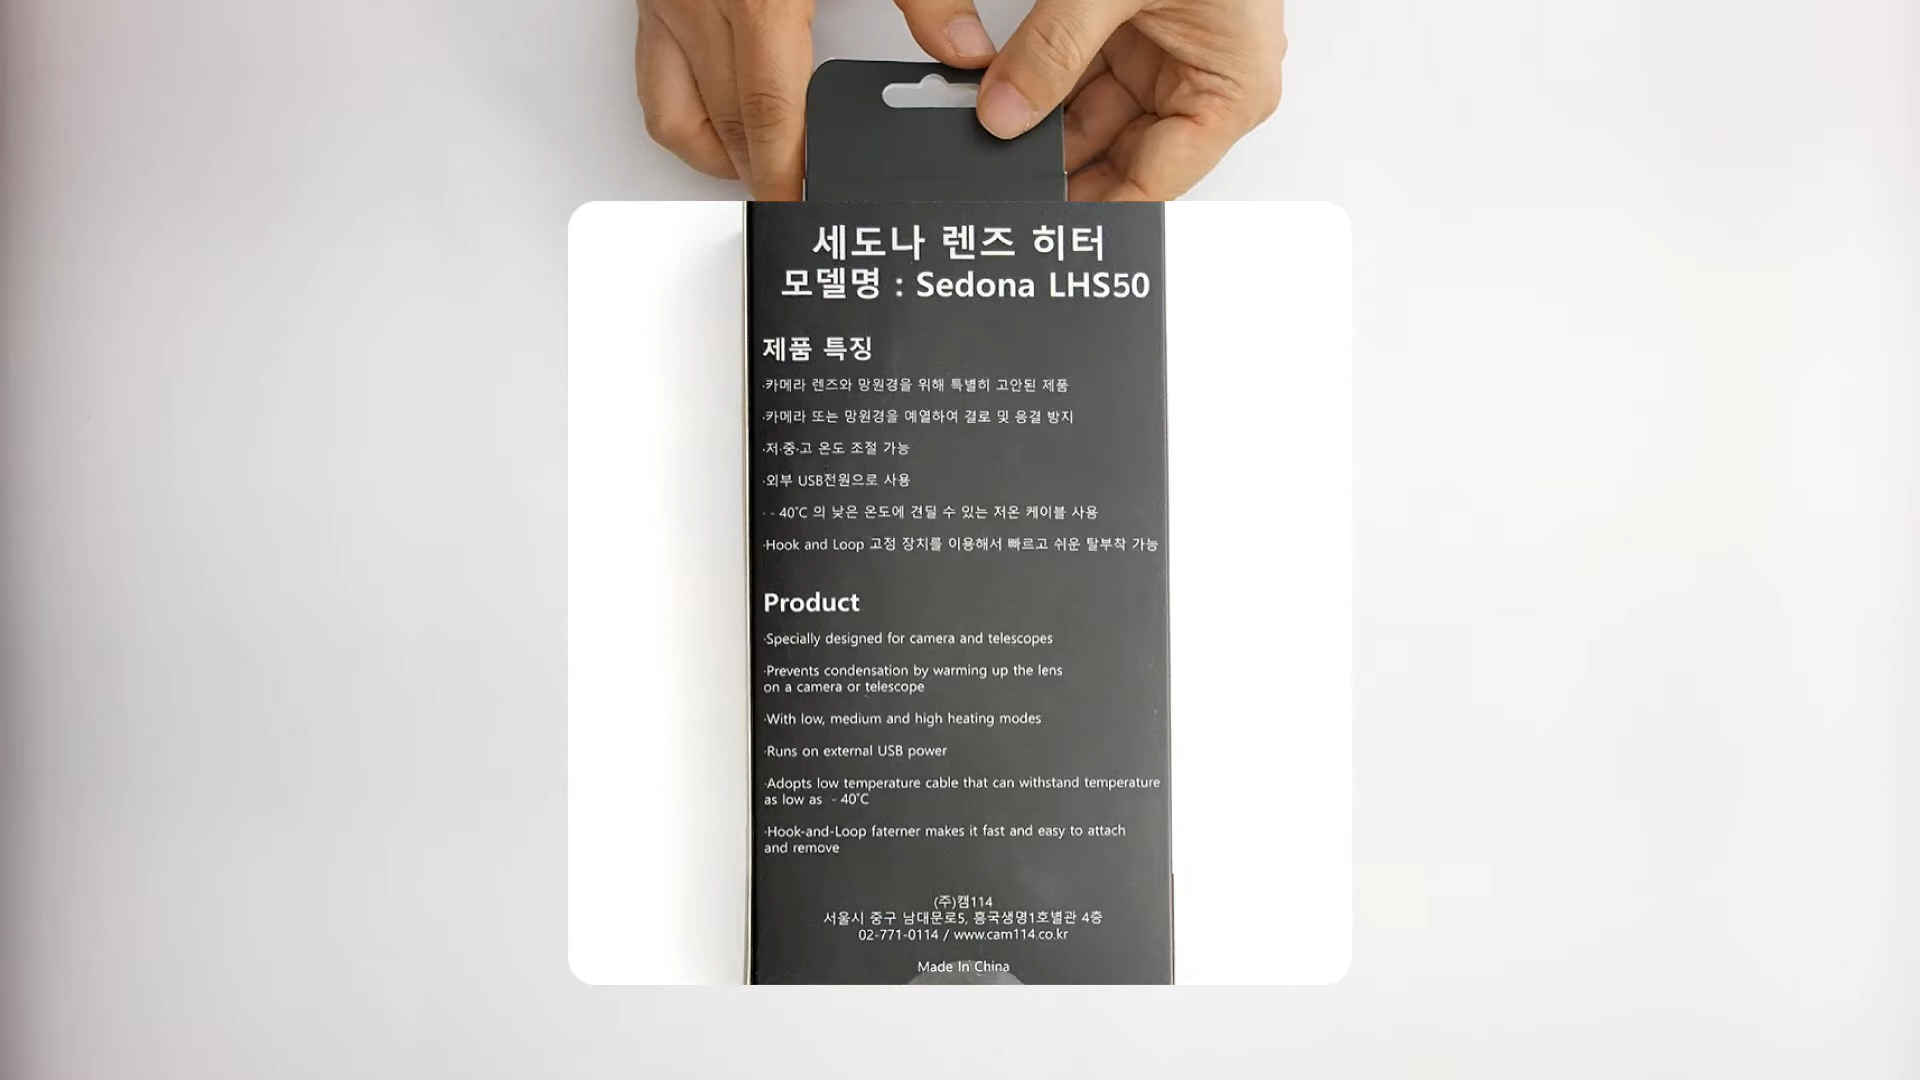 세도나 렌즈 히터
모델명 : Sedona LHS50
제품 특징
·카메라 렌즈와 망원경을 위해 특별히 고안된 제품
·카메라 또는 망원경을 예열하여 결로 및 응결 방지
·저·중·고 온도 조절 가능
·외부 USB전원으로 사용
· - 40℃ 의 낮은 온도에 견딜 수 있는 저온 케이블 사용
·Hook and Loop 고정 장치를 이용해서 빠르고 쉬운 탈부착 가능
Product
·Specially designed for camera and telescopes
·Prevents condensation by warming up the lens
on a camera or telescope
·With low, medium and high heating modes
·Runs on external USB power
·Adopts low temperature cable that can withstand temperature
as low as - 40℃
·Hook-and-Loop faterner makes it fast and easy to attach
and remove
(주)캠114
서울시 중구 남대문로5, 흥국생명1호별관 4층
02-771-0114 / www.cam114.co.kr
Made In China